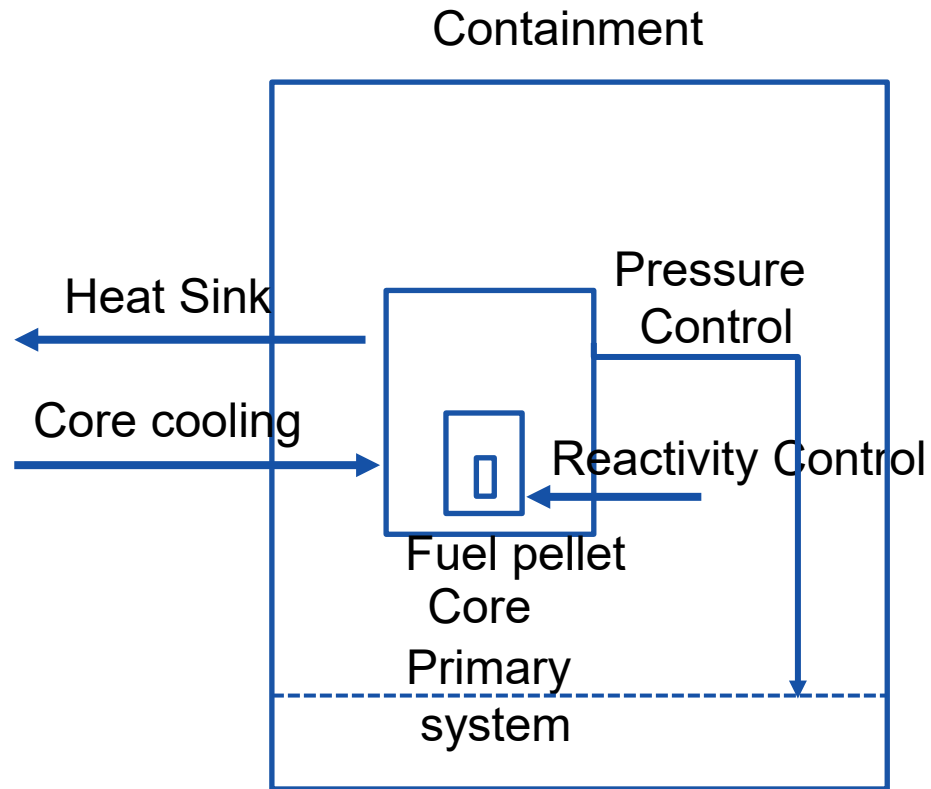 Containment
Pressure
Control
Heat Sink
Core cooling
Reactivity Control
Fuel pellet
Core
Primary
system